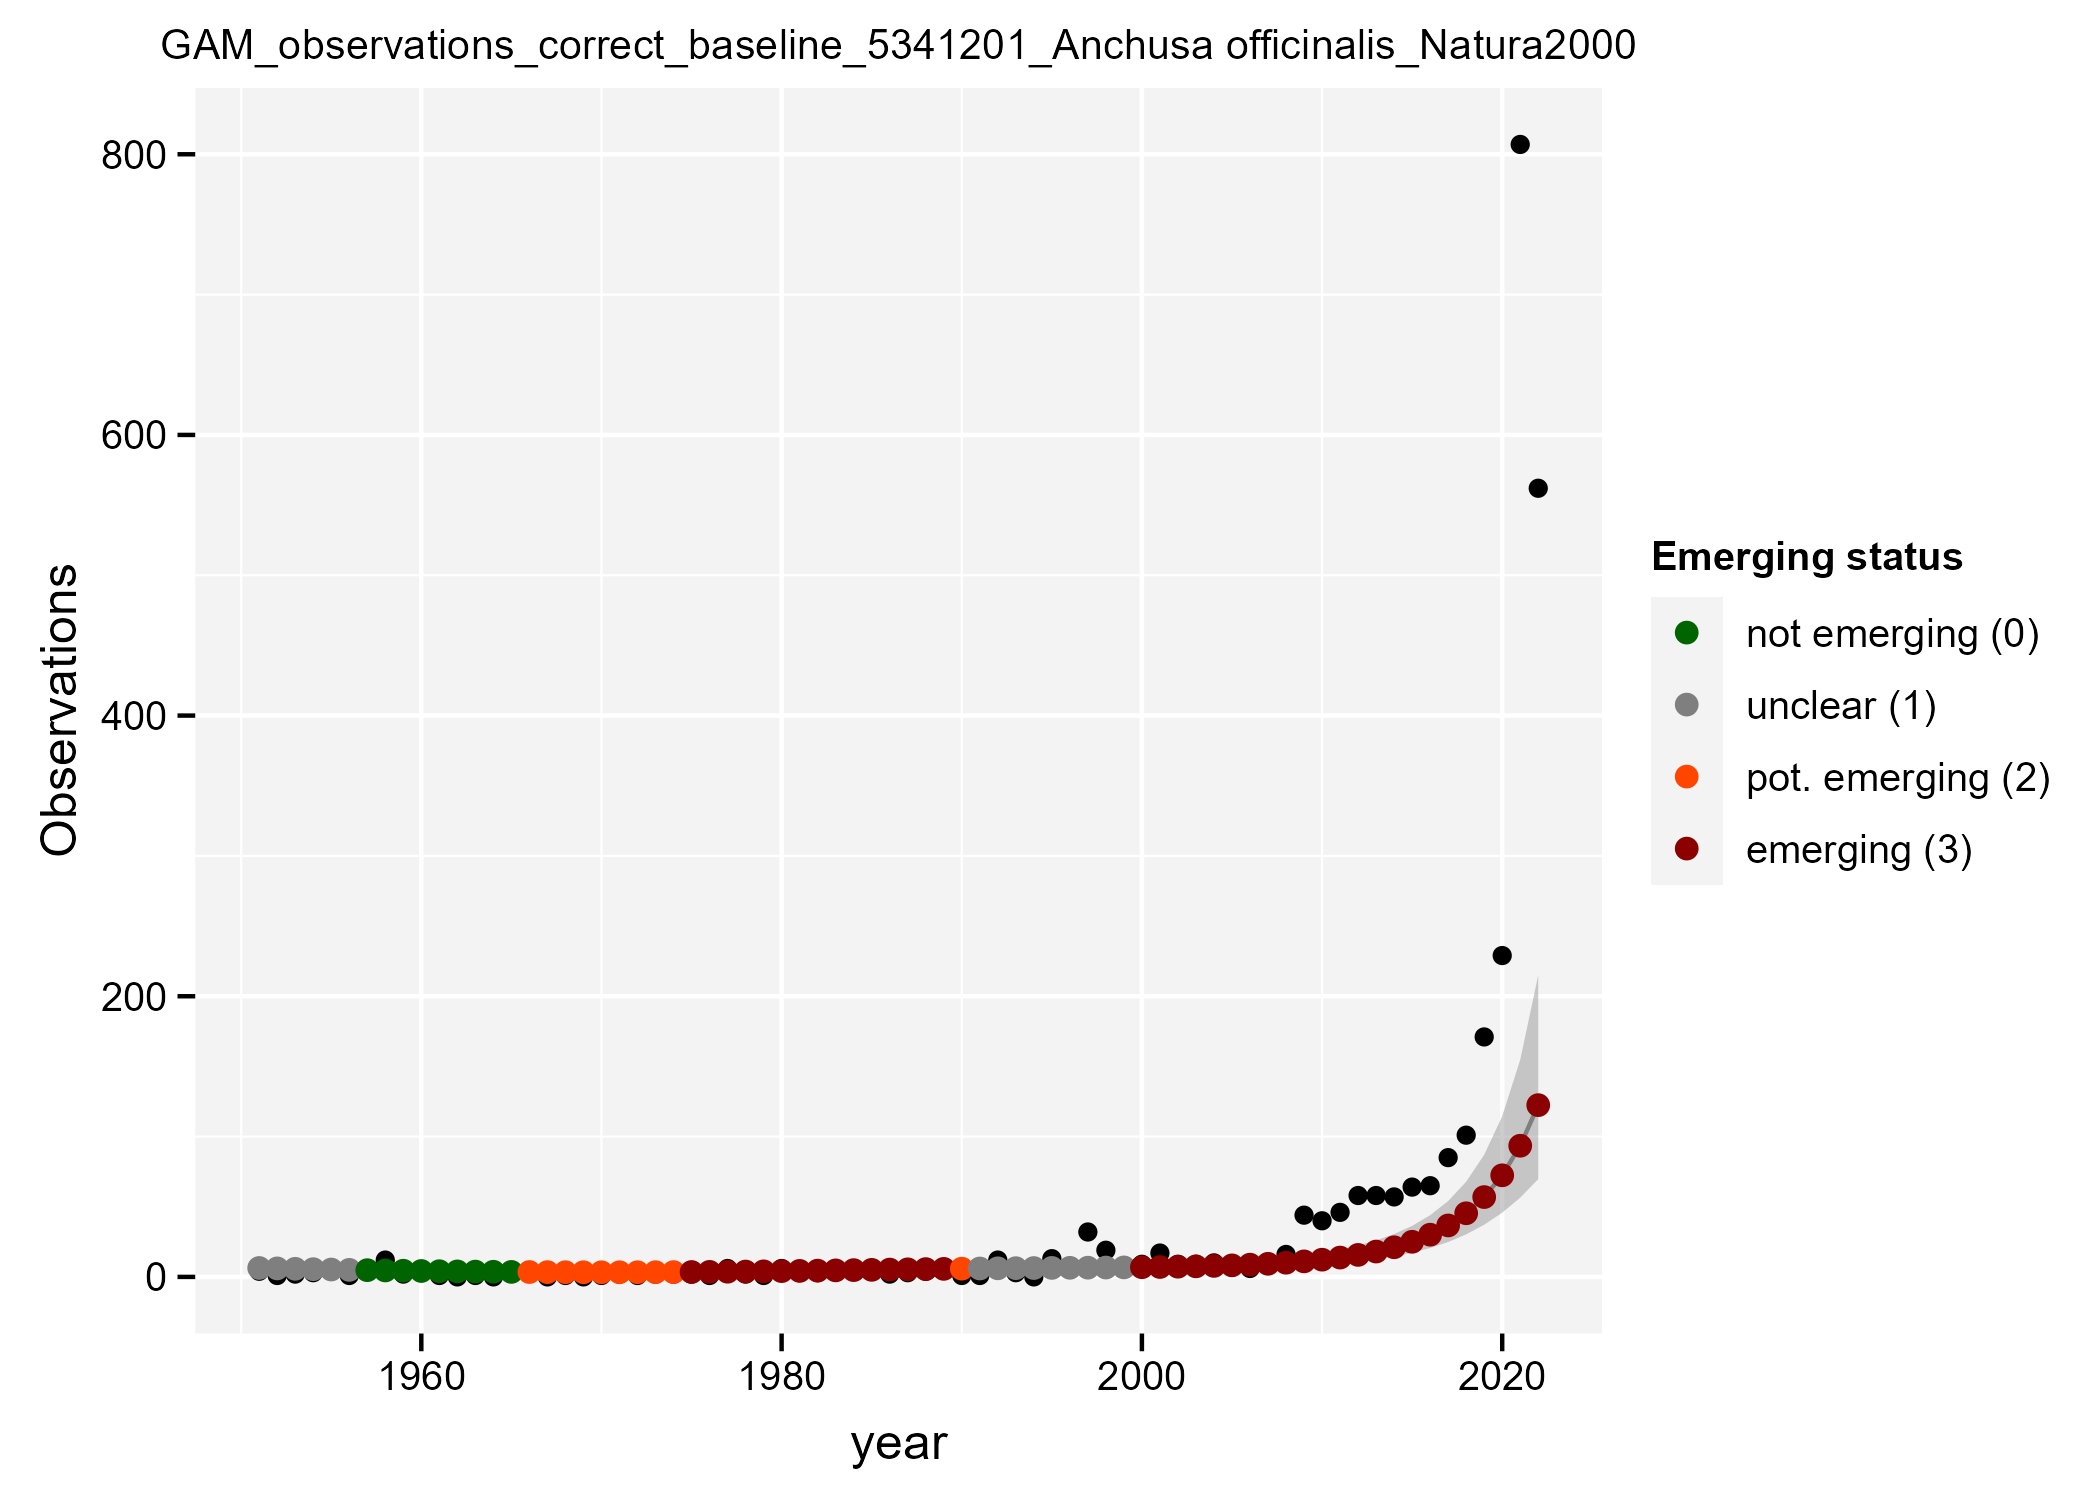 GAM_observations_correct_baseline_5341201_Anchusa officinalis_Natura2000
800
600
400
200
0
Observations
1960
1980
2000
2020
year
Emerging status
not emerging (0)
unclear (1)
pot. emerging (2)
emerging (3)